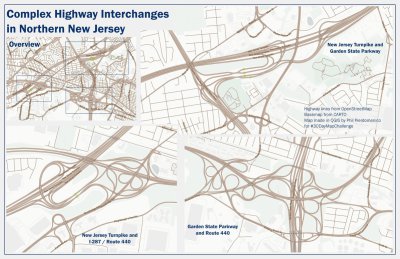 Complex Highway Interchanges
in Northern New Jersey
Overview
New Jersey Turnpike and
Garden State Parkway
Highway lines from OpenStreetMap
Basemap from CARTO
Map made in QGIS by Phil Pierdomenico
for #30DayMapChallenge
New Jersey Turnpike and
I-287 / Route 440
Garden State Parkway
and Route 440